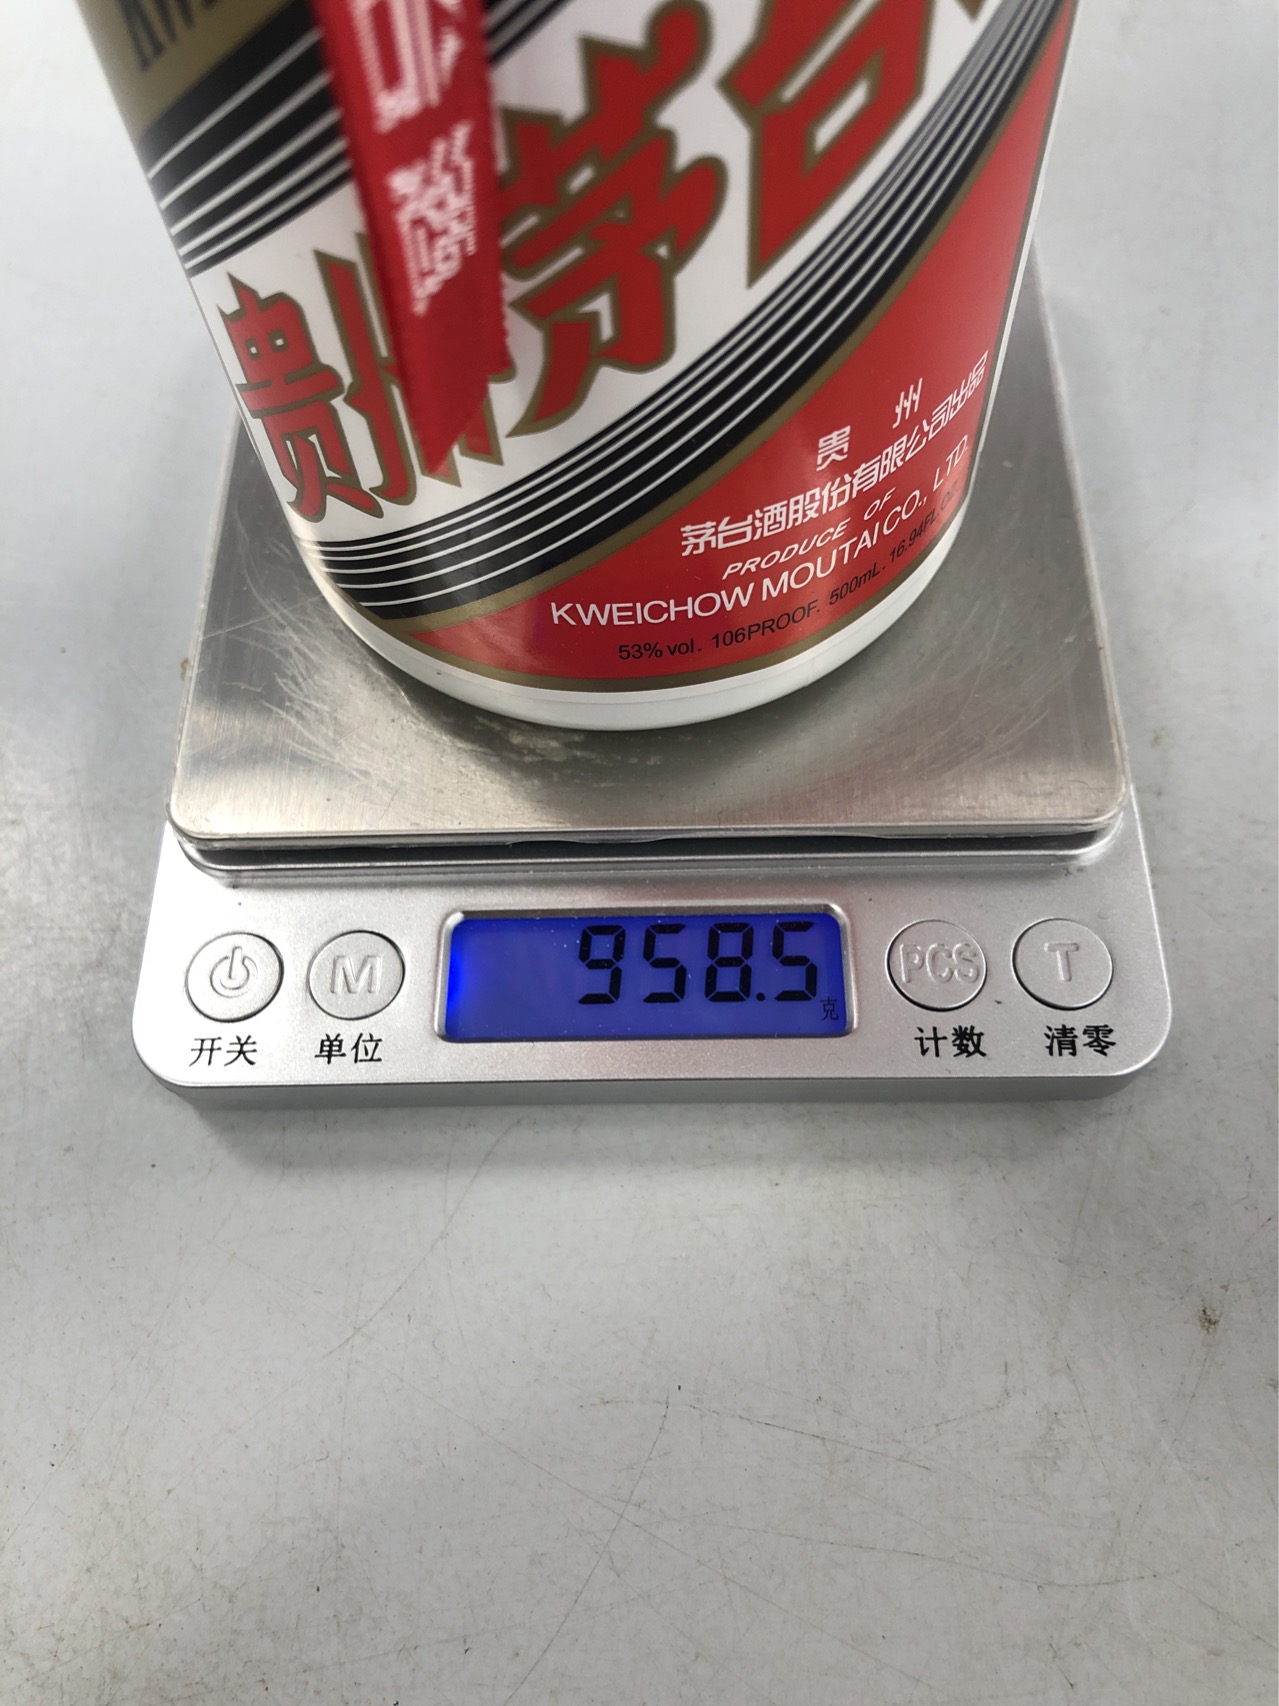 贵州茅台
贵州
茅台酒股份有限公司出品
PRODUCE OF
KWEICHOW MOUTAI CO., LTD.
53%vol. 106PROOF. 500mL. 16.94FL.OZ
958.5
克
M
PCS
T
开关
单位
计数
清零